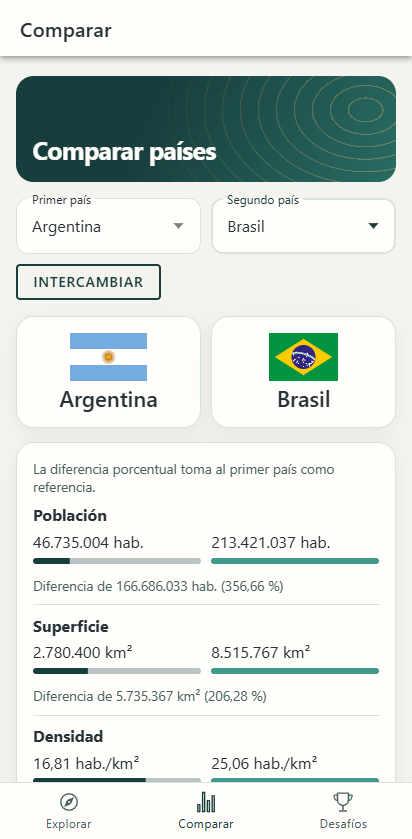 Comparar
Comparar países
Primer país
Segundo país
Argentina
Brasil
INTERCAMBIAR
Argentina
Brasil
La diferencia porcentual toma al primer país como
referencia.
Población
46.735.004 hab.
213.421.037 hab.
Diferencia de 166.686.033 hab. (356,66 %)
Superficie
2.780.400 km²
8.515.767 km²
Diferencia de 5.735.367 km² (206,28 %)
Densidad
16,81 hab./km²
25,06 hab./km²
Explorar
Comparar
Desafíos